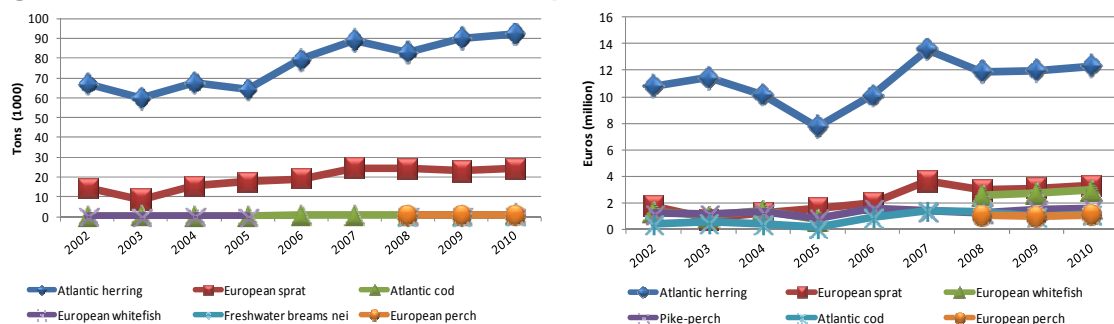 100
90
80
70
60
50
40
30
20
10
0
Tons (1000)
2002 2003 2004 2005 2006 2007 2008 2009 2010
Atlantic herring European sprat Atlantic cod
European whitefish Freshwater breams nei European perch
16
14
12
10
8
6
4
2
0
Euros (million)
2002 2003 2004 2005 2006 2007 2008 2009 2010
Atlantic herring European sprat European whitefish
Pike-perch Atlantic cod European perch